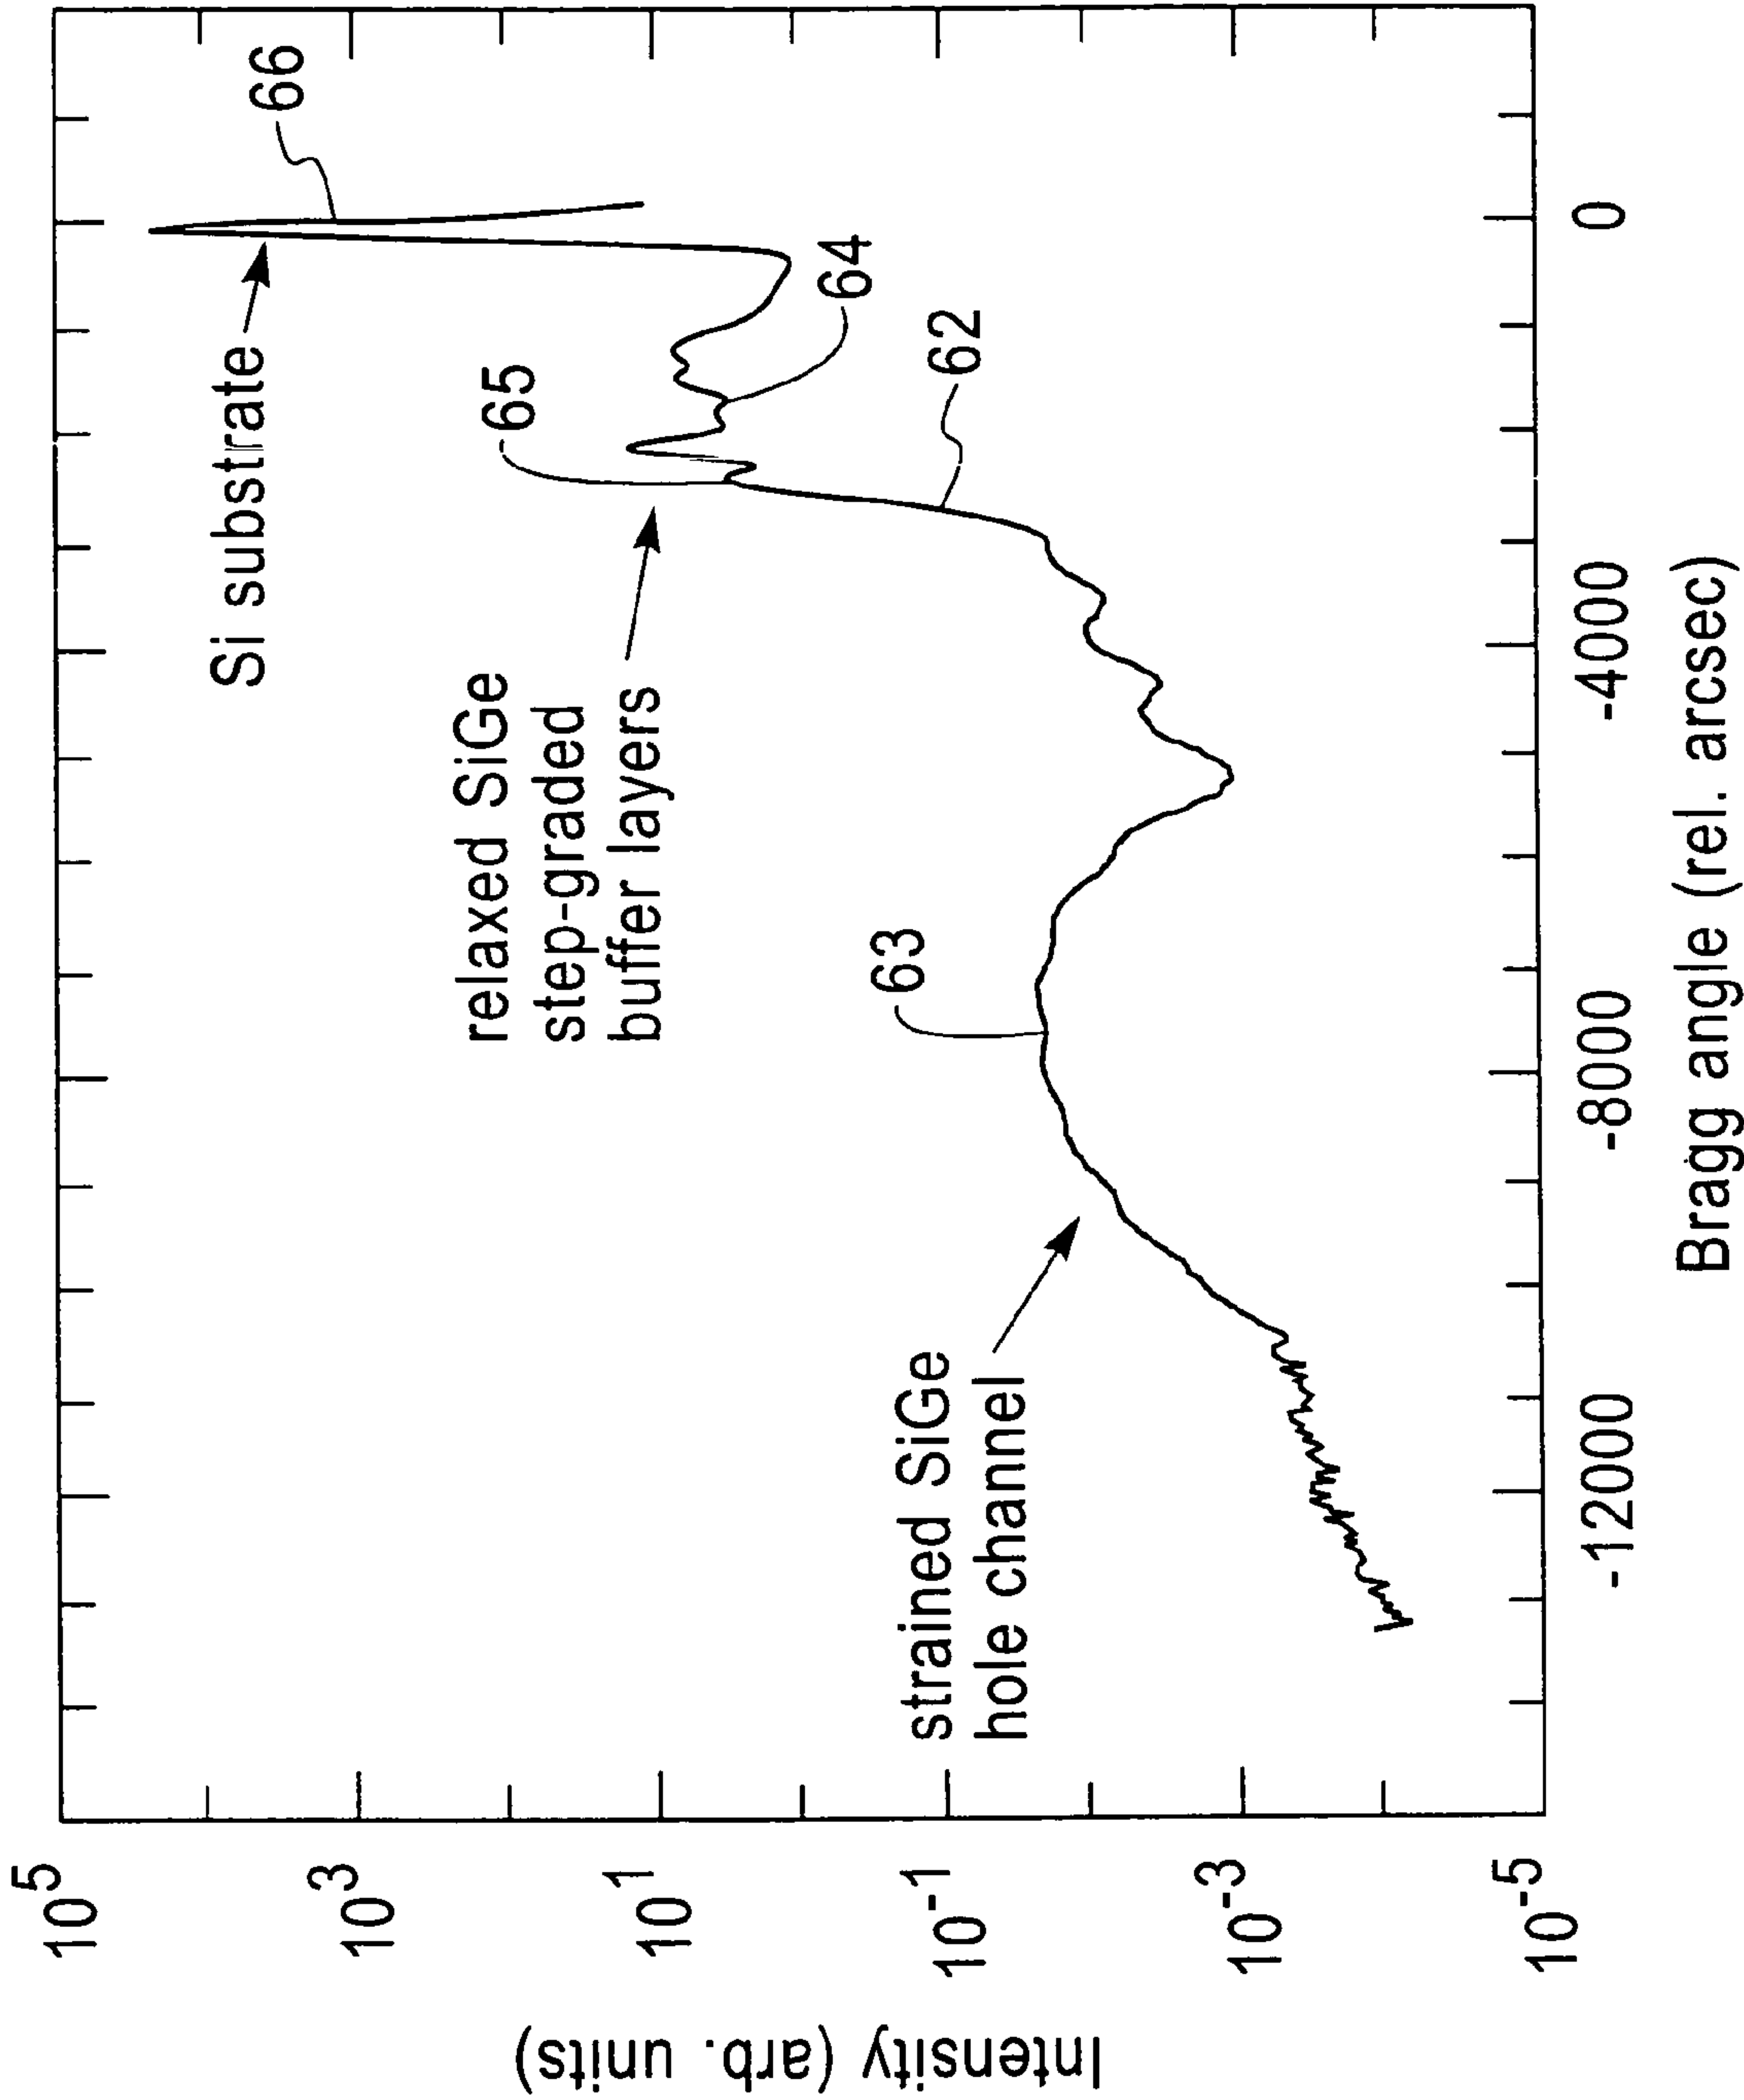 10^5
10^3
10^1
10^-1
10^-3
10^-5
Intensity (arb. units)
Si substrate
66
65
64
62
relaxed SiGe
step-graded
buffer layers
63
strained SiGe
hole channel
-12000
-8000
-4000
0
Bragg angle (rel. arcsec)